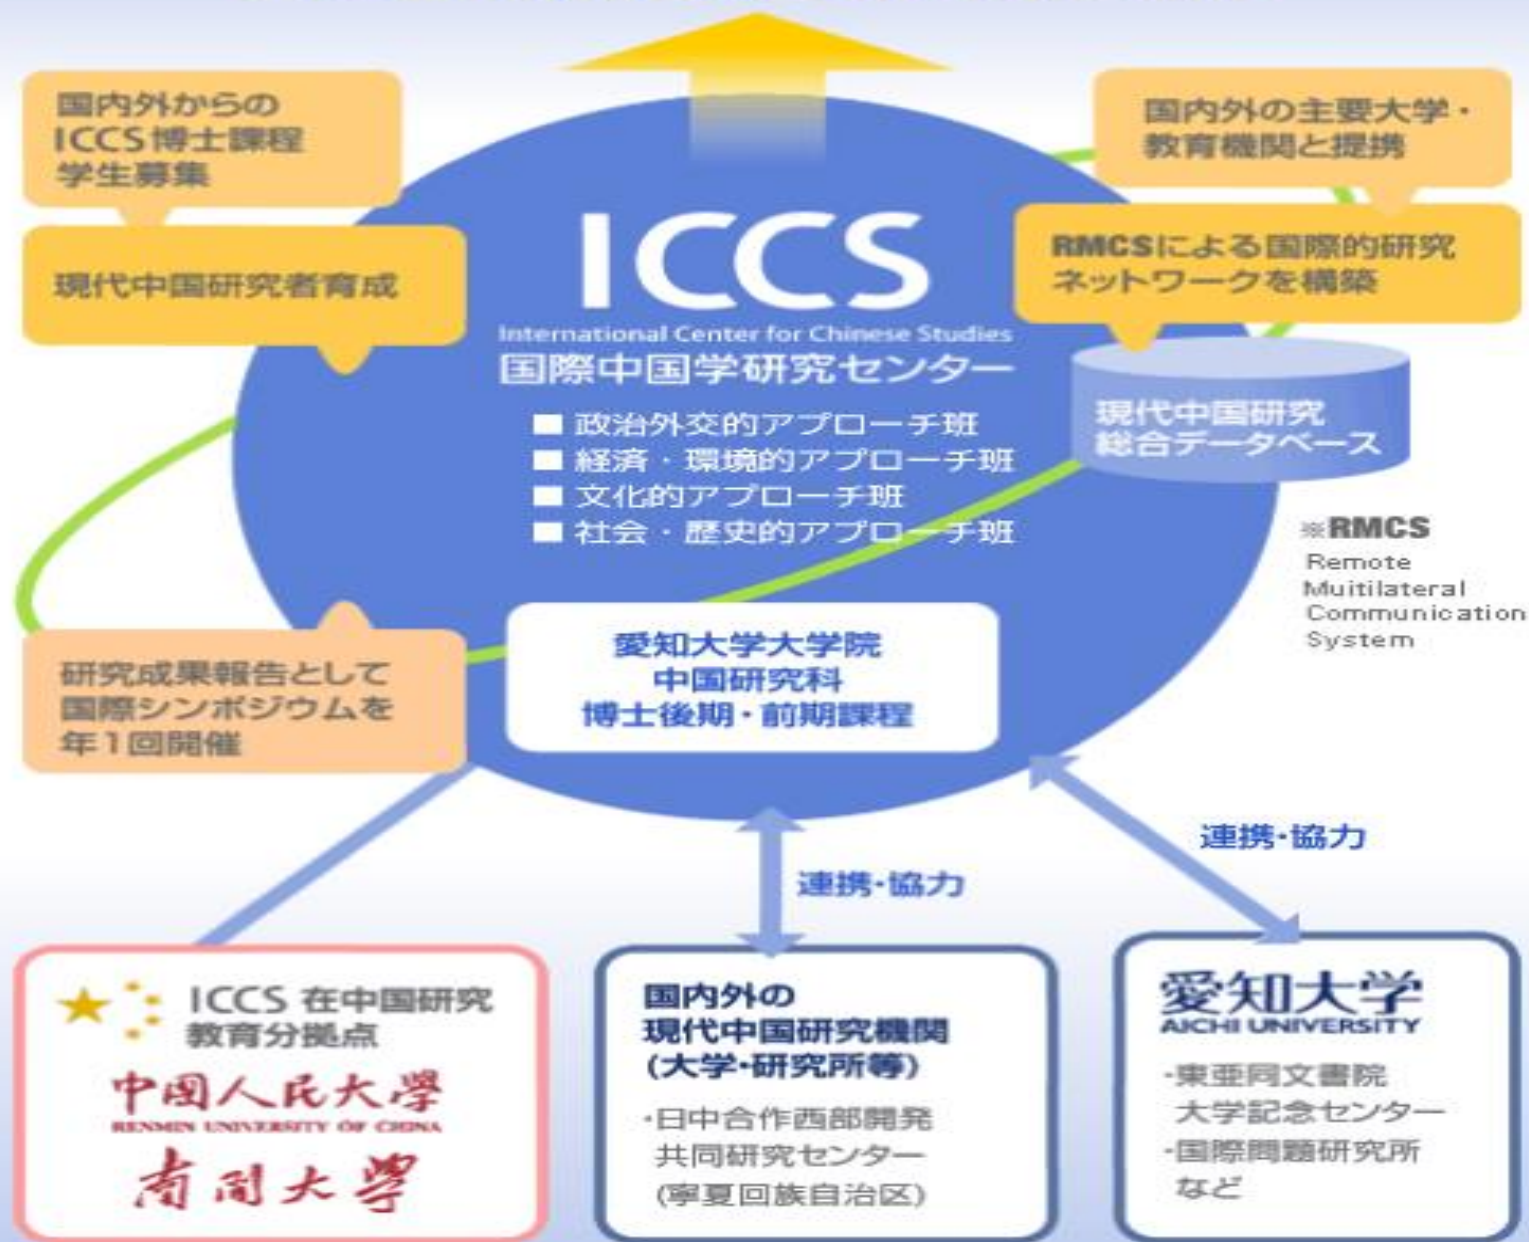 国内外からの
ICCS博士課程
学生募集
現代中国研究者育成
国内外の主要大学・
教育機関と提携
RMCSによる国際的研究
ネットワークを構築
ICCS
International Center for Chinese Studies
国際中国学研究センター
■ 政治外交的アプローチ班
■ 経済・環境的アプローチ班
■ 文化的アプローチ班
■ 社会・歴史的アプローチ班
現代中国研究
総合データベース
※RMCS
Remote
Muitilateral
Communication
System
研究成果報告として
国際シンポジウムを
年1回開催
愛知大学大学院
中国研究科
博士後期・前期課程
連携・協力
連携・協力
ICCS 在中国研究
教育分拠点
中國人民大學
RENMIN UNIVERSITY OF CHINA
南開大學
国内外の
現代中国研究機関
(大学・研究所等)
・日中合作西部開発
共同研究センター
(寧夏回族自治区)
愛知大学
AICHI UNIVERSITY
・東亜同文書院
大学記念センター
・国際問題研究所
など